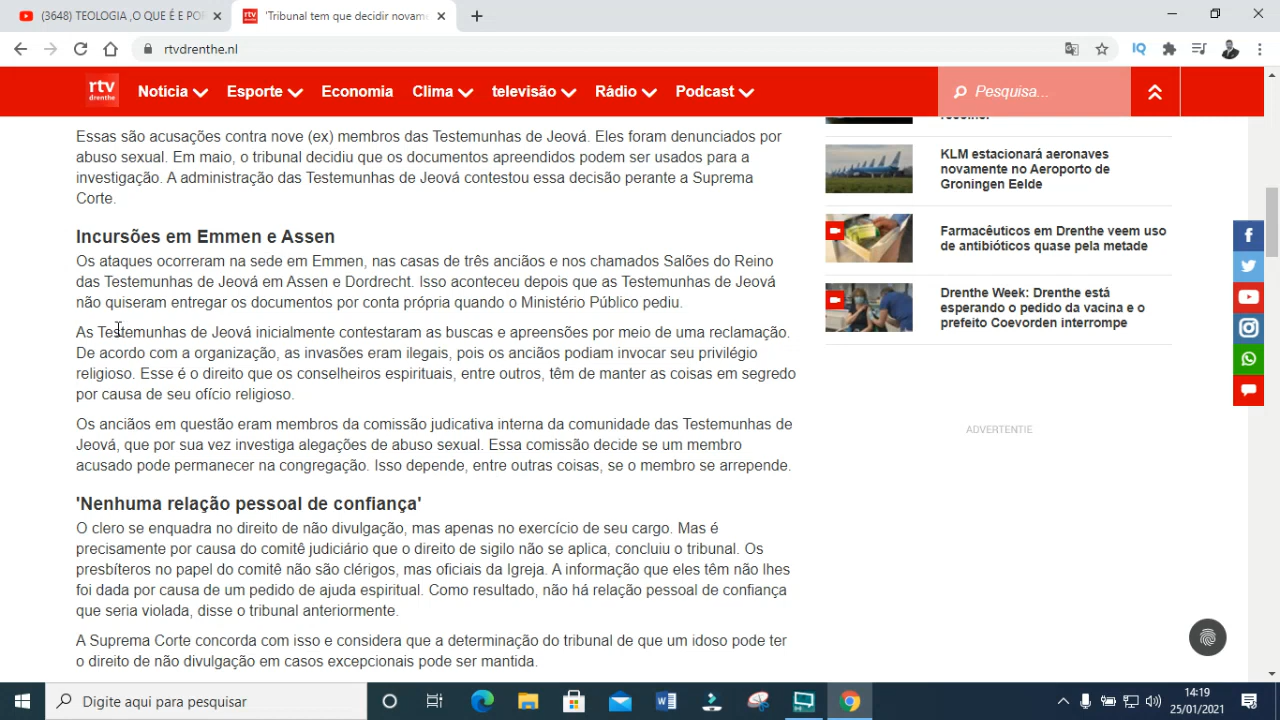 (3648) TEOLOGIA ,O QUE É E POR
'Tribunal tem que decidir novame
rtvdrenthe.nl
IQ
rtv
drenthe
Noticia
Esporte
Economia
Clima
televisão
Rádio
Podcast
Pesquisa...
Essas são acusações contra nove (ex) membros das Testemunhas de Jeová. Eles foram denunciados por
abuso sexual. Em maio, o tribunal decidiu que os documentos apreendidos podem ser usados para a
investigação. A administração das Testemunhas de Jeová contestou essa decisão perante a Suprema
Corte.
Incursões em Emmen e Assen
Os ataques ocorreram na sede em Emmen, nas casas de três anciãos e nos chamados Salões do Reino
das Testemunhas de Jeová em Assen e Dordrecht. Isso aconteceu depois que as Testemunhas de Jeová
não quiseram entregar os documentos por conta própria quando o Ministério Público pediu.
As Testemunhas de Jeová inicialmente contestaram as buscas e apreensões por meio de uma reclamação.
De acordo com a organização, as invasões eram ilegais, pois os anciãos podiam invocar seu privilégio
religioso. Esse é o direito que os conselheiros espirituais, entre outros, têm de manter as coisas em segredo
por causa de seu ofício religioso.
Os anciãos em questão eram membros da comissão judicativa interna da comunidade das Testemunhas de
Jeová, que por sua vez investiga alegações de abuso sexual. Essa comissão decide se um membro
acusado pode permanecer na congregação. Isso depende, entre outras coisas, se o membro se arrepende.
'Nenhuma relação pessoal de confiança'
O clero se enquadra no direito de não divulgação, mas apenas no exercício de seu cargo. Mas é
precisamente por causa do comitê judiciário que o direito de sigilo não se aplica, concluiu o tribunal. Os
presbíteros no papel do comitê não são clérigos, mas oficiais da Igreja. A informação que eles têm não lhes
foi dada por causa de um pedido de ajuda espiritual. Como resultado, não há relação pessoal de confiança
que seria violada, disse o tribunal anteriormente.
A Suprema Corte concorda com isso e considera que a determinação do tribunal de que um idoso pode ter
o direito de não divulgação em casos excepcionais pode ser mantida.
KLM estacionará aeronaves
novamente no Aeroporto de
Groningen Eelde
Farmacêuticos em Drenthe veem uso
de antibióticos quase pela metade
Drenthe Week: Drenthe está
esperando o pedido da vacina e o
prefeito Coevorden interrompe
ADVERTENTIE
Digite aqui para pesquisar
14:19
25/01/2021